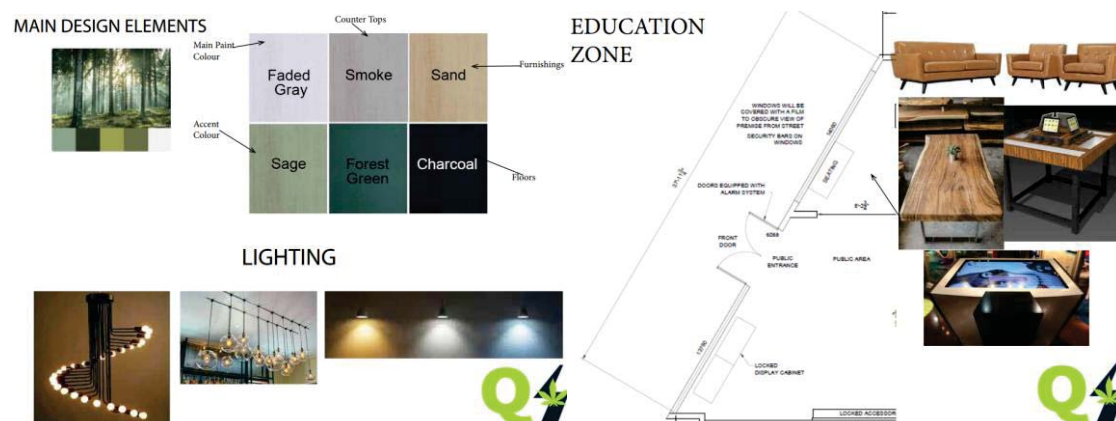 MAIN DESIGN ELEMENTS
Counter Tops
Main Paint
Colour
Faded
Gray
Smoke
Sand
Furnishings
Accent
Colour
Sage
Forest
Green
Charcoal
Floors
LIGHTING
Q
EDUCATION
ZONE
WINDOWS WILL BE
COVERED WITH A FILM
TO OBSCURE VIEW OF
PREMISE FROM STREET
SECURITY BARS ON
WINDOWS
SEATING
DOORS EQUIPPED WITH
ALARM SYSTEM
FRONT
DOOR
PUBLIC
ENTRANCE
PUBLIC AREA
LOCKED
DISPLAY CABINET
LOCKED ACCESSOR
Q